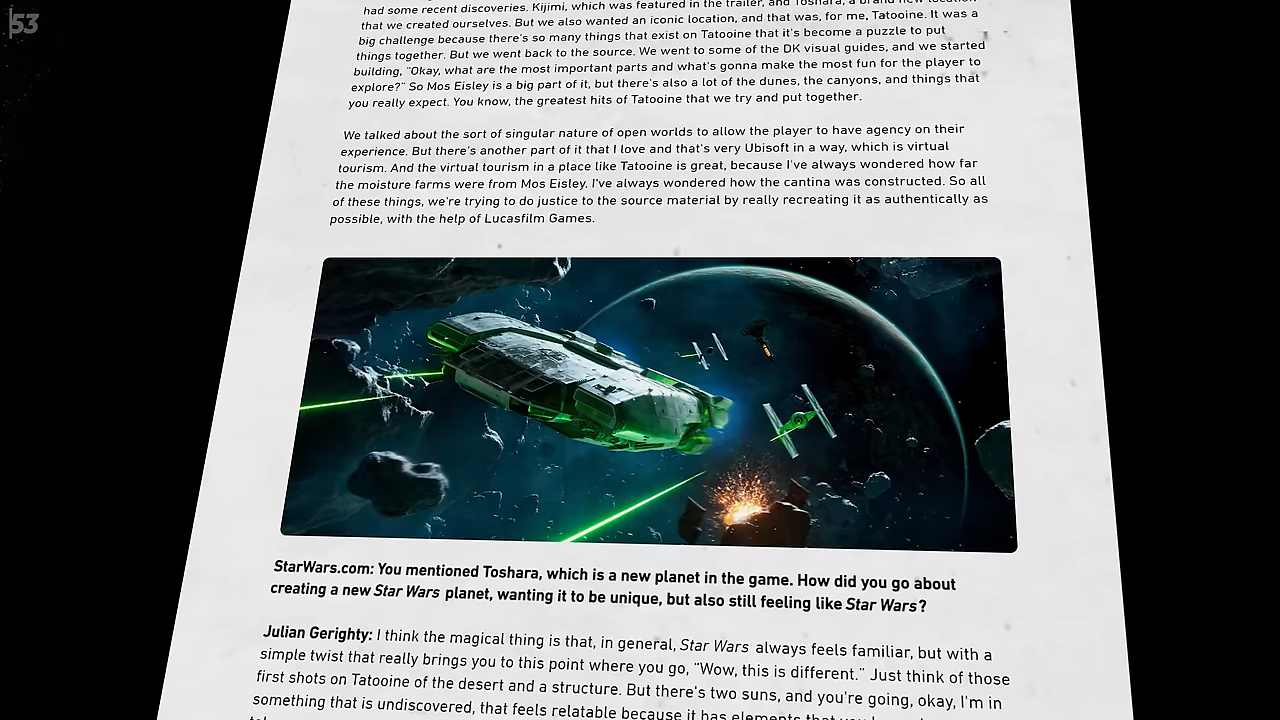 53
had some recent discoveries. Kijimi, which was featured in the trailer, and Toshara, a brand new location
that we created ourselves. But we also wanted an iconic location, and that was, for me, Tatooine. It was a
big challenge because there's so many things that exist on Tatooine that it's become a puzzle to put
things together. But we went back to the source. We went to some of the DK visual guides, and we started
building, "Okay, what are the most important parts and what's gonna make the most fun for the player to
explore?" So Mos Eisley is a big part of it, but there's also a lot of the dunes, the canyons, and things that
you really expect. You know, the greatest hits of Tatooine that we try and put together.
We talked about the sort of singular nature of open worlds to allow the player to have agency on their
experience. But there's another part of it that I love and that's very Ubisoft in a way, which is virtual
tourism. And the virtual tourism in a place like Tatooine is great, because I've always wondered how far
the moisture farms were from Mos Eisley. I've always wondered how the cantina was constructed. So all
of these things, we're trying to do justice to the source material by really recreating it as authentically as
possible, with the help of Lucasfilm Games.
StarWars.com: You mentioned Toshara, which is a new planet in the game. How did you go about
creating a new Star Wars planet, wanting it to be unique, but also still feeling like Star Wars?
Julian Gerighty: I think the magical thing is that, in general, Star Wars always feels familiar, but with a
simple twist that really brings you to this point where you go, "Wow, this is different." Just think of those
first shots on Tatooine of the desert and a structure. But there's two suns, and you're going, okay, I'm in
something that is undiscovered, that feels relatable because it has elements that you